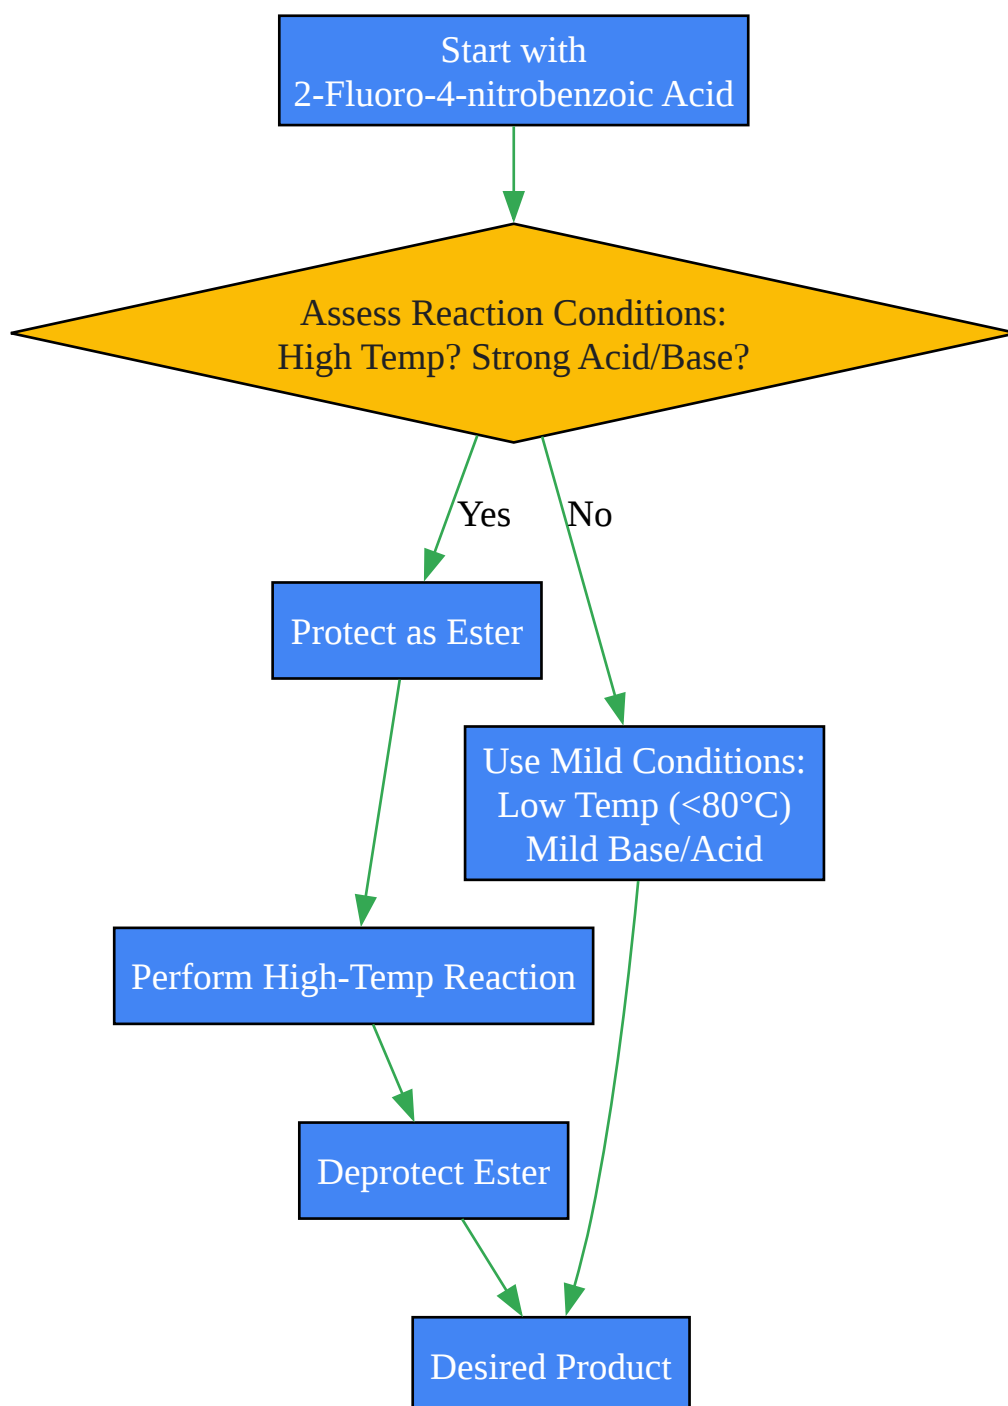 Start with
2-Fluoro-4-nitrobenzoic Acid
Assess Reaction Conditions:
High Temp? Strong Acid/Base?
Yes
No
Protect as Ester
Use Mild Conditions:
Low Temp (<80°C)
Mild Base/Acid
Perform High-Temp Reaction
Deprotect Ester
Desired Product